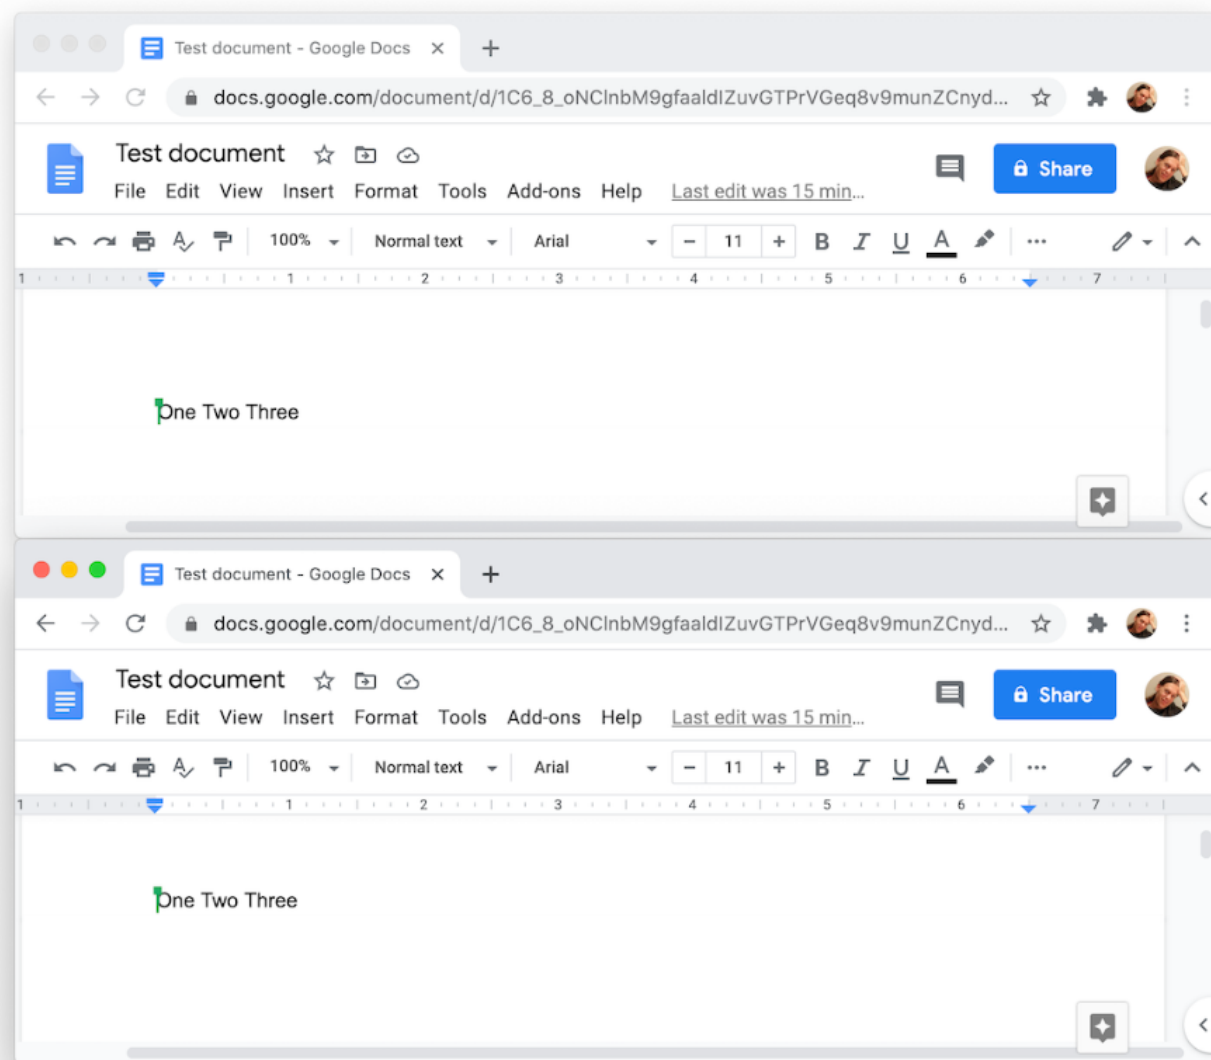 Test document - Google Docs
docs.google.com/document/d/1C6_8_oNClnbM9gfaaldIZuvGTPrVGeq8v9munZCnyd...
Test document
File Edit View Insert Format Tools Add-ons Help Last edit was 15 min...
Share
100% Normal text Arial 11 B I U A
1 1 2 3 4 5 6 7
One Two Three
Test document - Google Docs
docs.google.com/document/d/1C6_8_oNClnbM9gfaaldIZuvGTPrVGeq8v9munZCnyd...
Test document
File Edit View Insert Format Tools Add-ons Help Last edit was 15 min...
Share
100% Normal text Arial 11 B I U A
1 1 2 3 4 5 6 7
One Two Three